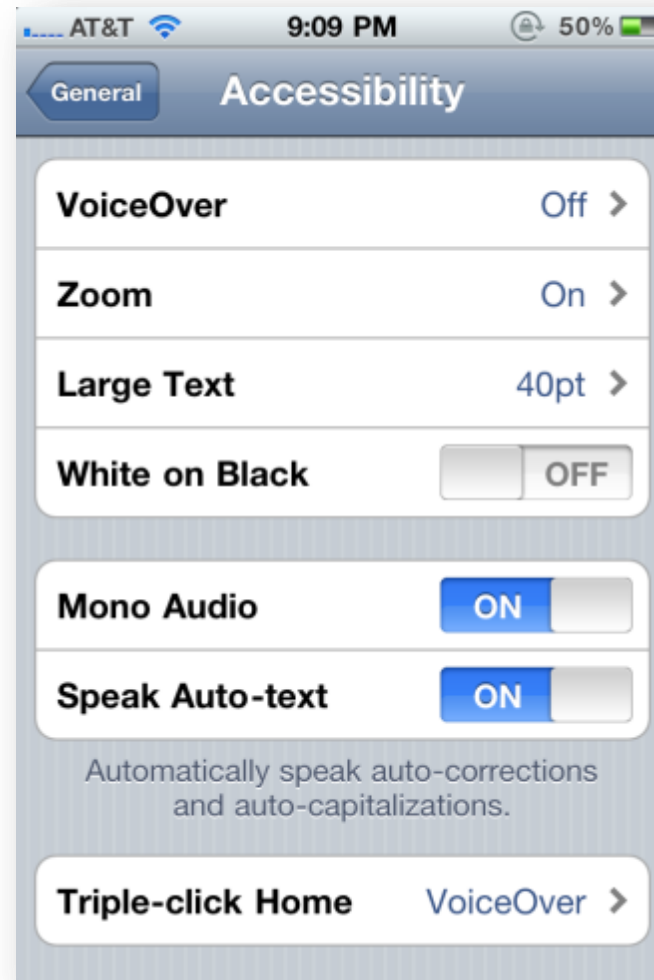 AT&T 9:09 PM 50%
General Accessibility
VoiceOver Off
Zoom On
Large Text 40pt
White on Black OFF
Mono Audio ON
Speak Auto-text ON
Automatically speak auto-corrections
and auto-capitalizations.
Triple-click Home VoiceOver